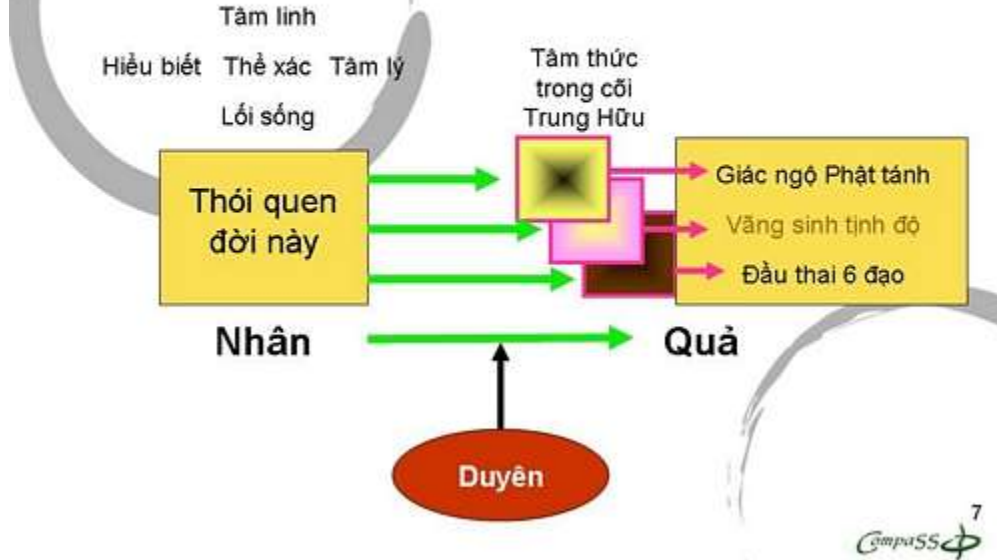 Tâm linh
Hiểu biết Thể xác Tâm lý
Lối sống
Tâm thức
trong cõi
Trung Hữu
Thói quen
đời này
Giác ngộ Phật tánh
Vãng sinh tịnh độ
Đầu thai 6 đạo
Nhân
Quả
Duyên
7
Compass